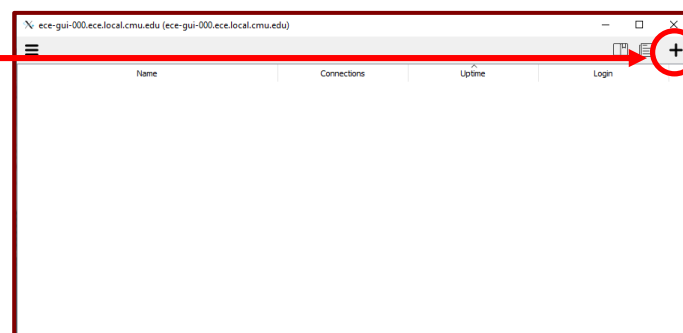 ece-gui-000.ece.local.cmu.edu (ece-gui-000.ece.local.cmu.edu)
Name Connections Uptime Login